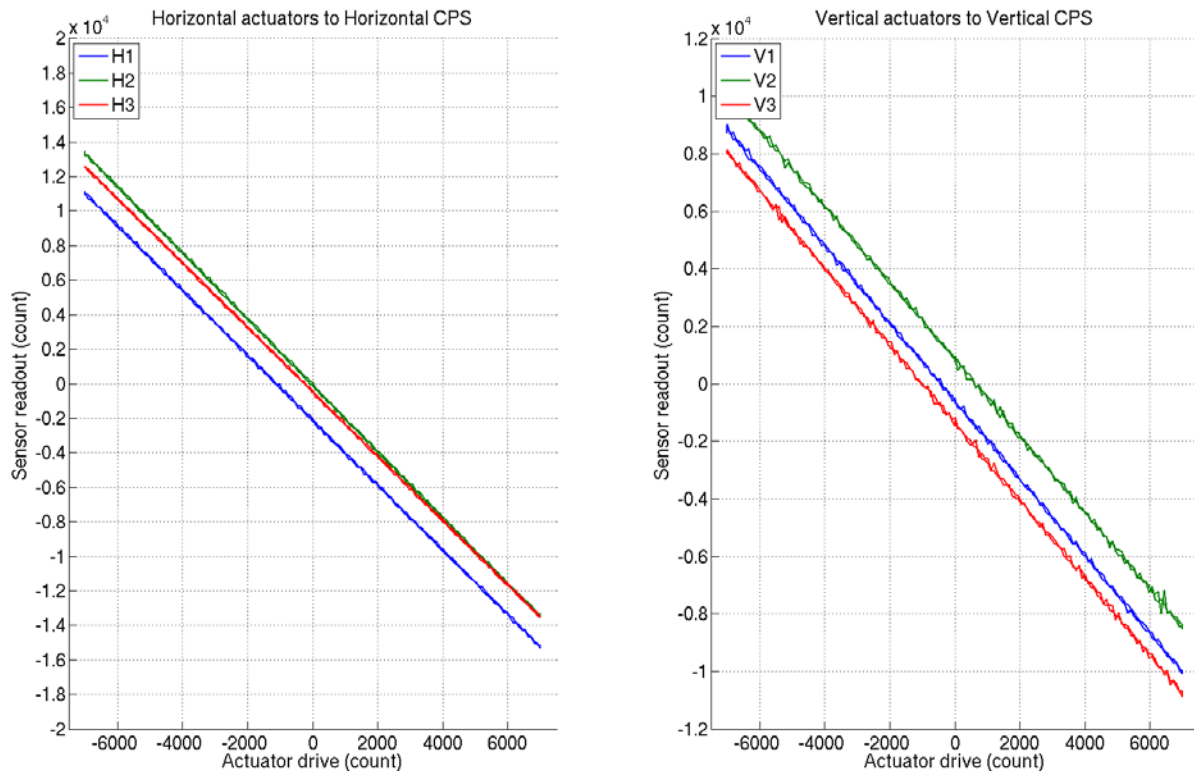 Horizontal actuators to Horizontal CPS
x 10^4
2
1.8
1.6
1.4
1.2
1
0.8
0.6
0.4
0.2
0
-0.2
-0.4
-0.6
-0.8
-1
-1.2
-1.4
-1.6
-1.8
-2
Sensor readout (count)
H1
H2
H3
-6000 -4000 -2000 0 2000 4000 6000
Actuator drive (count)
Vertical actuators to Vertical CPS
x 10^4
1.2
1
0.8
0.6
0.4
0.2
0
-0.2
-0.4
-0.6
-0.8
-1
-1.2
Sensor readout (count)
V1
V2
V3
-6000 -4000 -2000 0 2000 4000 6000
Actuator drive (count)